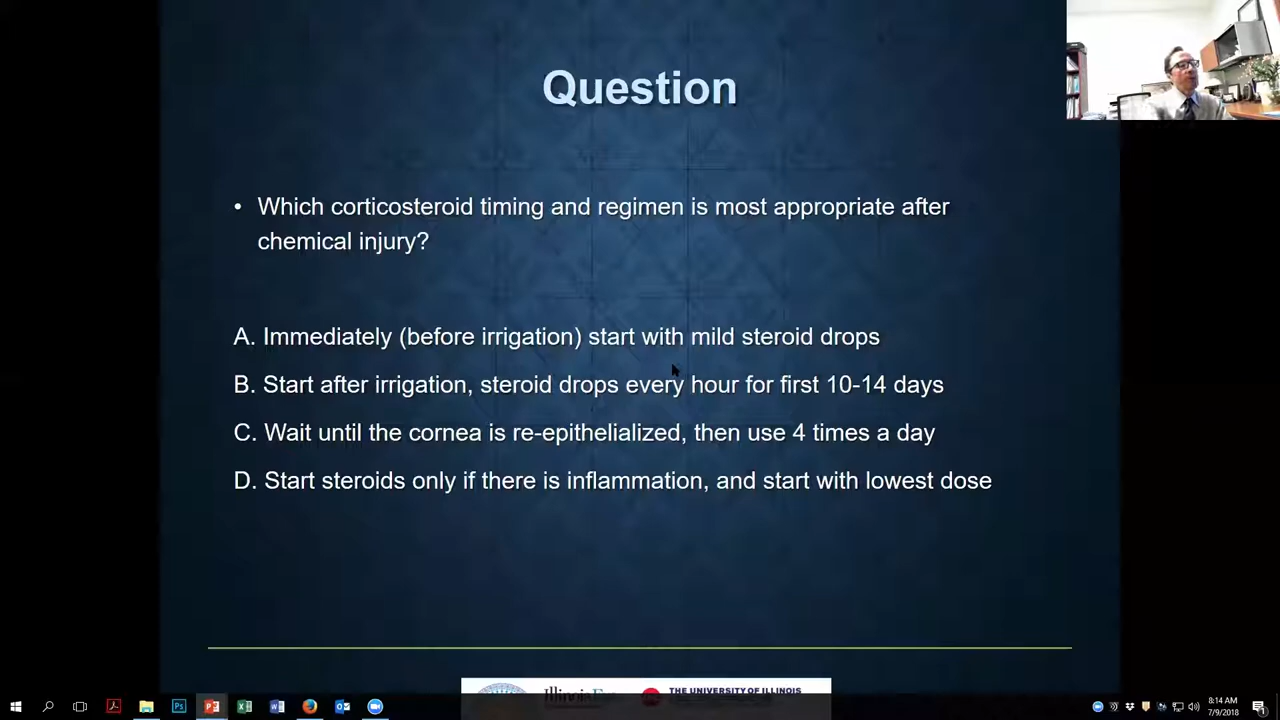 Question
• Which corticosteroid timing and regimen is most appropriate after
chemical injury?
A. Immediately (before irrigation) start with mild steroid drops
B. Start after irrigation, steroid drops every hour for first 10-14 days
C. Wait until the cornea is re-epithelialized, then use 4 times a day
D. Start steroids only if there is inflammation, and start with lowest dose
THE UNIVERSITY OF ILLINOIS
8:14 AM
7/9/2018